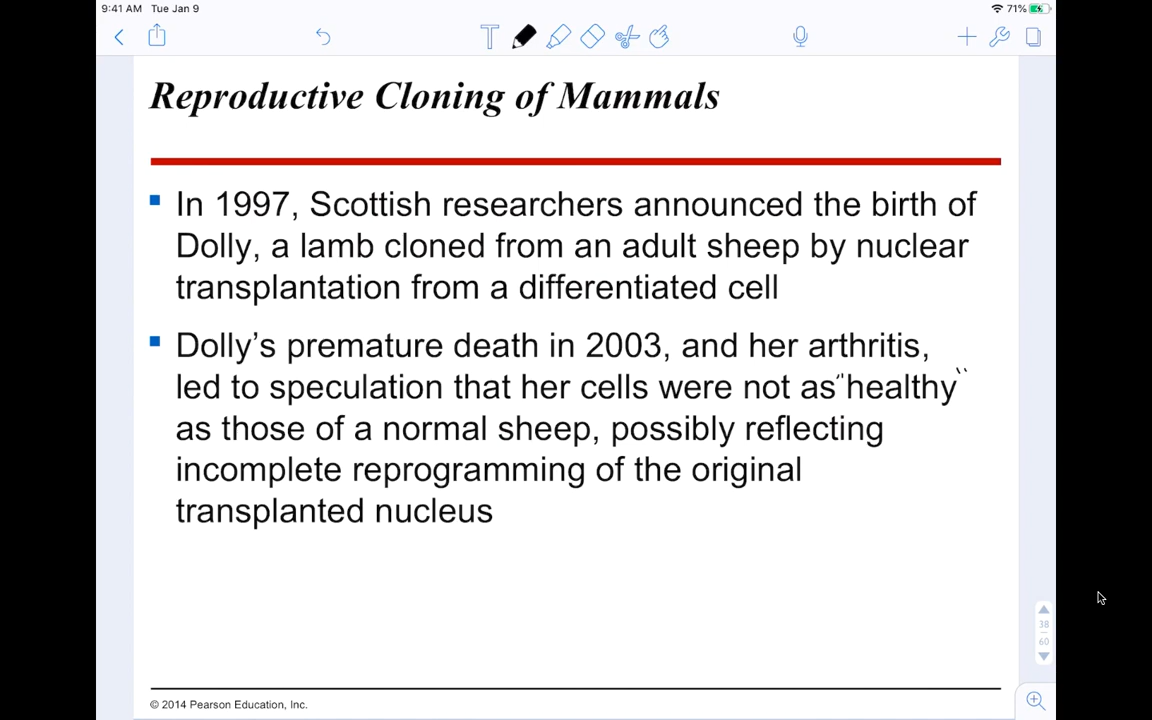 9:41 AM Tue Jan 9
71%
Reproductive Cloning of Mammals
In 1997, Scottish researchers announced the birth of
Dolly, a lamb cloned from an adult sheep by nuclear
transplantation from a differentiated cell
Dolly’s premature death in 2003, and her arthritis,
led to speculation that her cells were not as "healthy"
as those of a normal sheep, possibly reflecting
incomplete reprogramming of the original
transplanted nucleus
38
60
© 2014 Pearson Education, Inc.